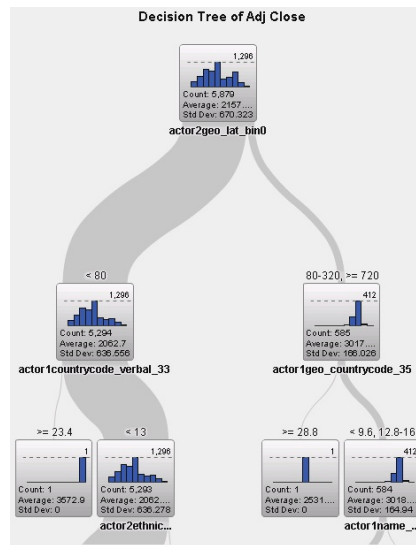 Decision Tree of Adj Close
1,296
Count: 5,879
Average: 2157....
Std Dev: 670.323
actor2geo_lat_bin0
< 80
80-320, >= 720
1,296
Count: 5,294
Average: 2062.7
Std Dev: 636.556
actor1countrycode_verbal_33
412
Count: 585
Average: 3017....
Std Dev: 166.026
actor1geo_countrycode_35
>= 23.4
< 13
>= 28.8
< 9.6, 12.8-16
1
Count: 1
Average: 3572.9
Std Dev: 0
1,296
Count: 5,293
Average: 2062....
Std Dev: 636.278
actor2ethnic...
1
Count: 1
Average: 2531....
Std Dev: 0
412
Count: 584
Average: 3018....
Std Dev: 164.94
actor1name_...